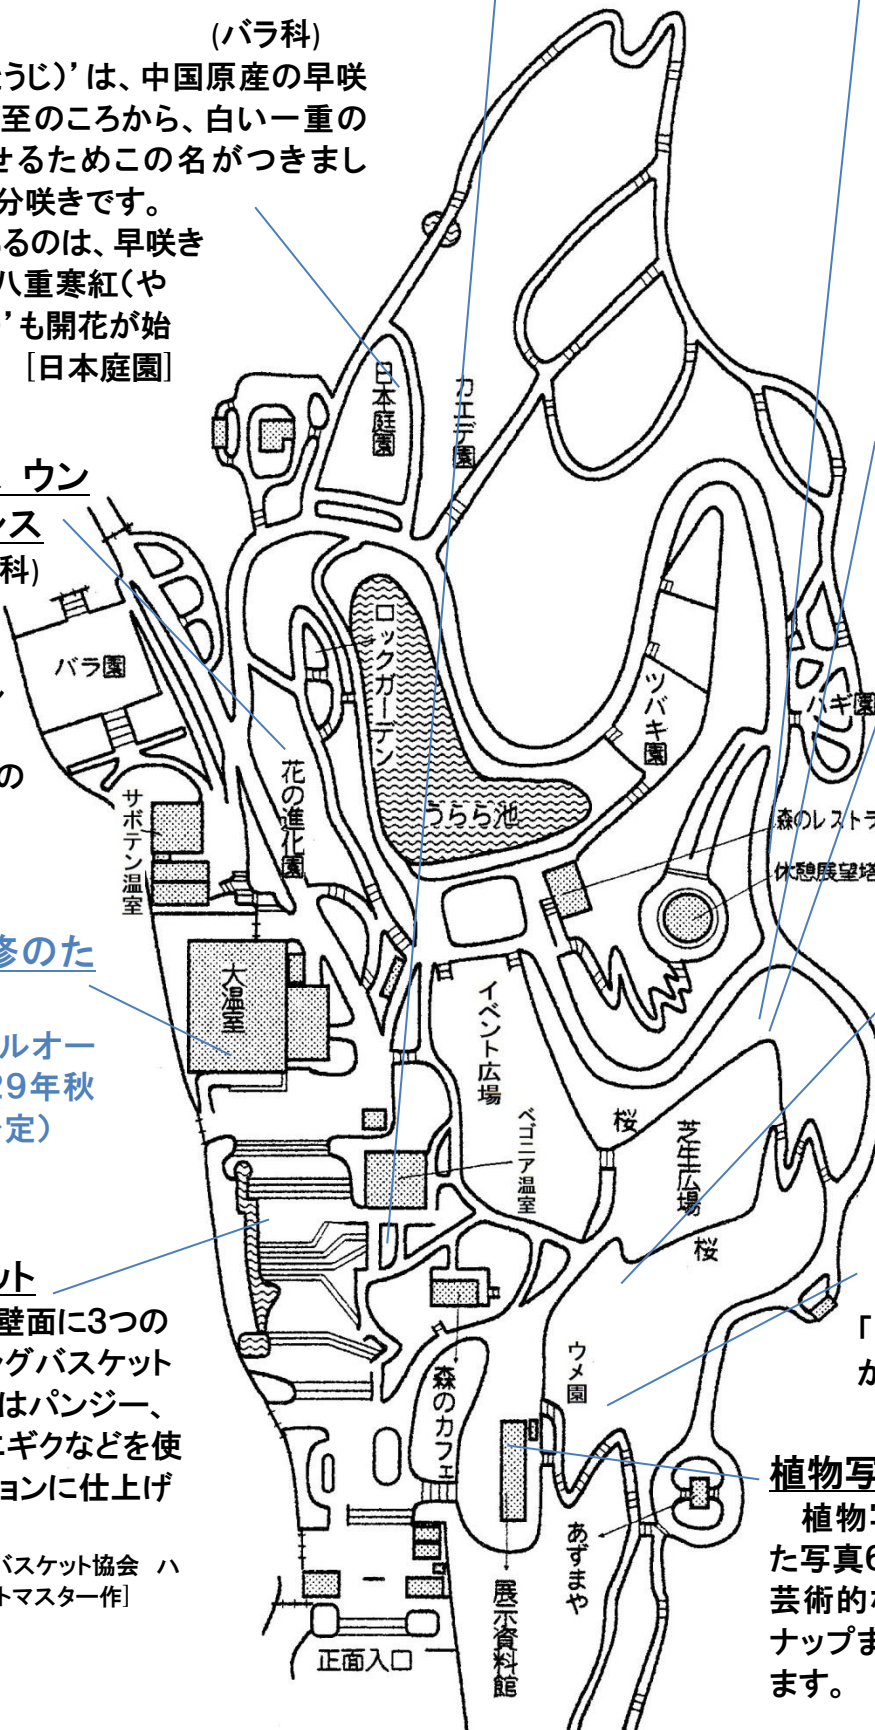 (バラ科)
うじ）’は、中国原産の早咲
至のころから、白い一重の
せるためこの名がつきまし
分咲きです。
るのは、早咲き
八重寒紅（や
’も開花が始
[日本庭園]
ウン
ンス
科)
の
修のた
ルオー
29年秋
定）
ット
壁面に3つの
ングバスケット
はパンジー、
ニギクなどを使
ションに仕上げ
バスケット協会　ハ
トマスター作]
日本庭園
カエデ園
ロックガーデン
バラ園
ツバキ園
ハギ園
サボテン温室
花の進化園
うらら池
森のレストラ
休憩展望塔
大温室
イベント広場
ベゴニア温室
桜
芝生広場
桜
ウメ園
森のカフェ
あずまや
展示資料館
正面入口
「
か
植物写
植物写
た写真6
芸術的な
ナップま
ます。